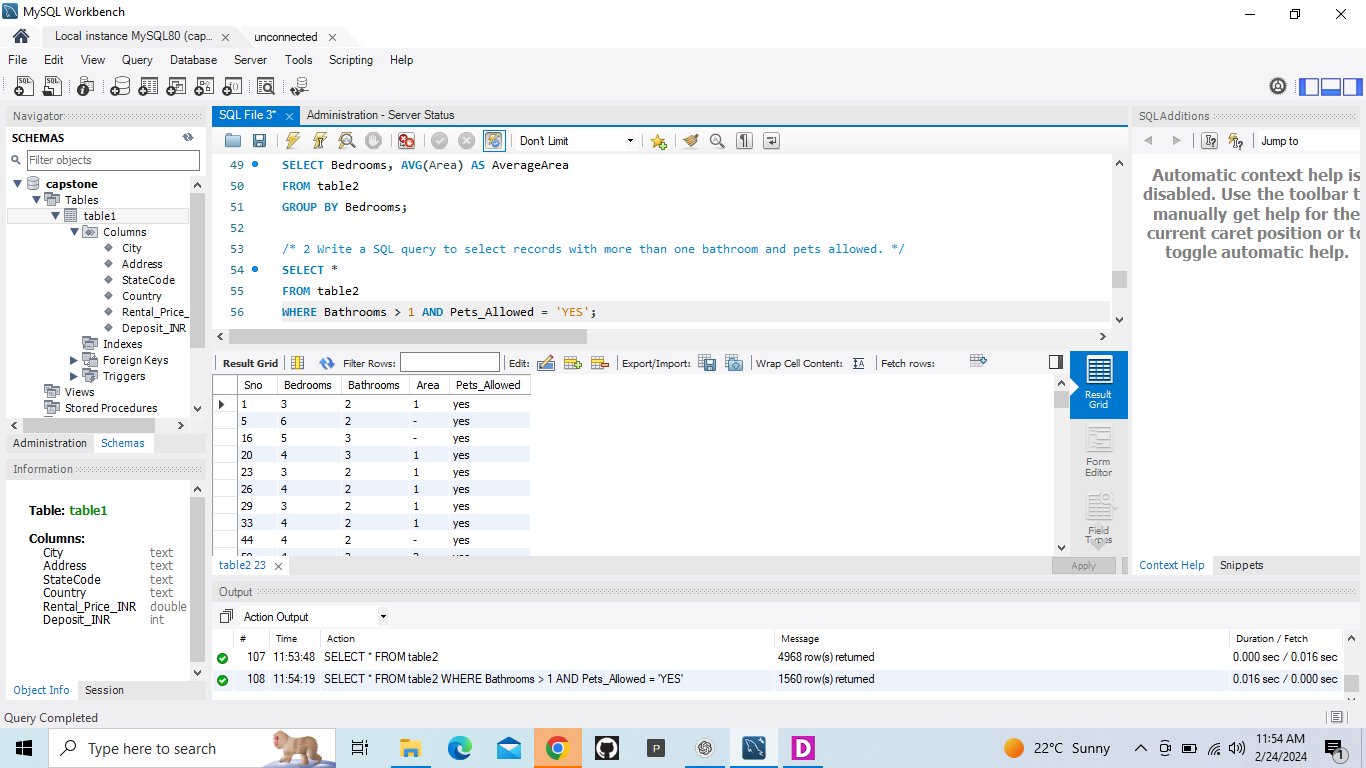 MySQL Workbench
Local instance MySQL80 (cap... unconnected
File Edit View Query Database Server Tools Scripting Help
Navigator
SCHEMAS
Filter objects
capstone
Tables
table1
Columns
City
Address
StateCode
Country
Rental_Price_
Deposit_INR
Indexes
Foreign Keys
Triggers
Views
Stored Procedures
Administration Schemas
Information
Table: table1
Columns:
City text
Address text
StateCode text
Country text
Rental_Price_INR double
Deposit_INR int
Object Info Session
Query Completed
SQL File 3* Administration - Server Status
Don't Limit
49 SELECT Bedrooms, AVG(Area) AS AverageArea
50 FROM table2
51 GROUP BY Bedrooms;
52
53 /* 2 Write a SQL query to select records with more than one bathroom and pets allowed. */
54 SELECT *
55 FROM table2
56 WHERE Bathrooms > 1 AND Pets_Allowed = 'YES';
Result Grid Filter Rows: Edit: Export/Import: Wrap Cell Content: Fetch rows:
Sno Bedrooms Bathrooms Area Pets_Allowed
1 3 2 1 yes
5 6 2 - yes
16 5 3 - yes
20 4 3 1 yes
23 3 2 1 yes
26 4 2 1 yes
29 3 2 1 yes
33 4 2 1 yes
44 4 2 - yes
Result
Grid
Form
Editor
Field
Types
table2 23
Apply
Output
Action Output
# Time Action Message Duration / Fetch
107 11:53:48 SELECT * FROM table2 4968 row(s) returned 0.000 sec / 0.016 sec
108 11:54:19 SELECT * FROM table2 WHERE Bathrooms > 1 AND Pets_Allowed = 'YES' 1560 row(s) returned 0.016 sec / 0.000 sec
SQLAdditions
Jump to
Automatic context help is
disabled. Use the toolbar t
manually get help for the
current caret position or to
toggle automatic help.
Context Help Snippets
Type here to search
22°C Sunny
11:54 AM
2/24/2024
1